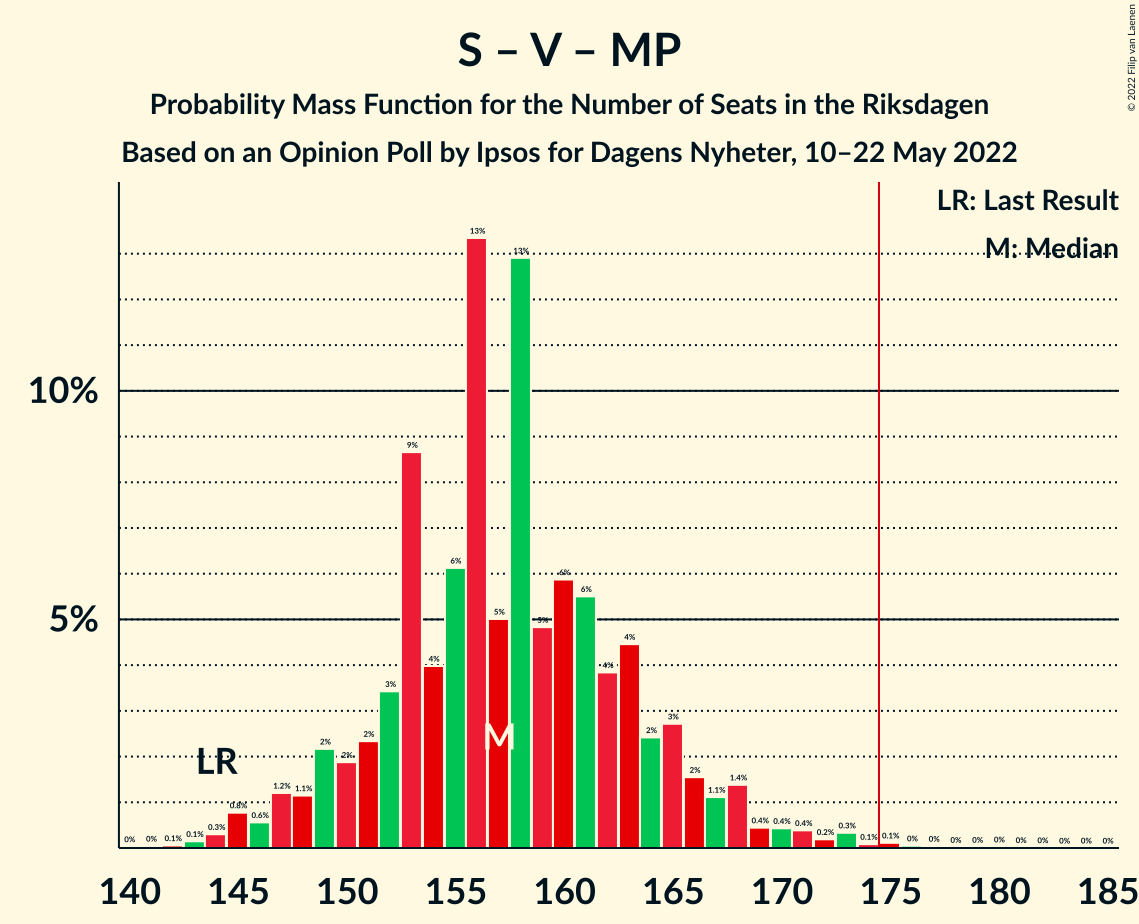 S – V – MP
Probability Mass Function for the Number of Seats in the Riksdagen
Based on an Opinion Poll by Ipsos for Dagens Nyheter, 10–22 May 2022
© 2022 Filip van Laenen
LR: Last Result
M: Median
10%
5%
0% 0% 0.1% 0.1% 0.3% 0.8% 0.6% 1.2% 1.1% 2% 2% 2% 3% 9% 4% 6% 13% 5% 13% 5% 6% 6% 4% 4% 2% 3% 2% 1.1% 1.4% 0.4% 0.4% 0.4% 0.2% 0.3% 0.1% 0.1% 0% 0% 0% 0% 0% 0% 0% 0% 0% 0%
LR
M
140 145 150 155 160 165 170 175 180 185